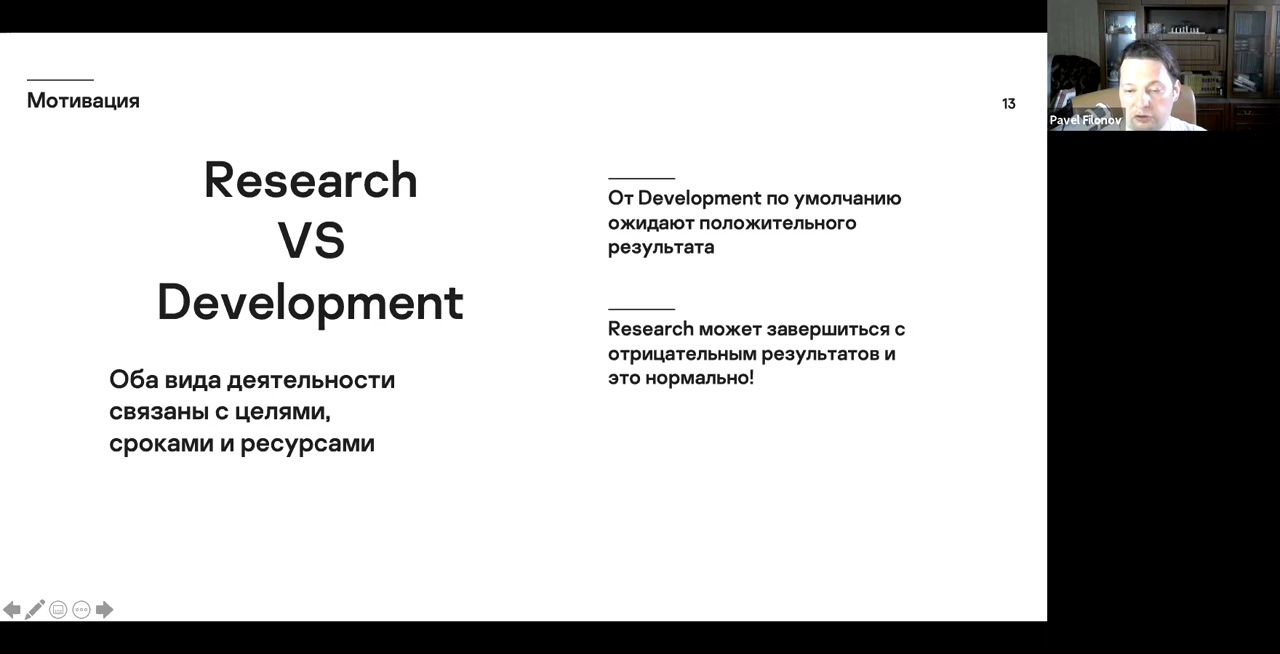 Мотивация
13
Research
VS
Development
Оба вида деятельности
связаны с целями,
сроками и ресурсами
От Development по умолчанию
ожидают положительного
результата
Research может завершиться с
отрицательным результатов и
это нормально!
Pavel Filonov